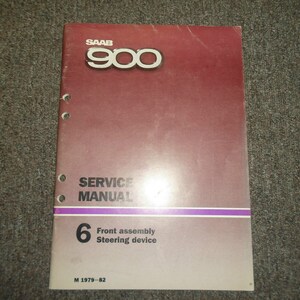 SAAB
900
SERVICE
MANUAL
6 Front assembly
Steering device
M 1979-82